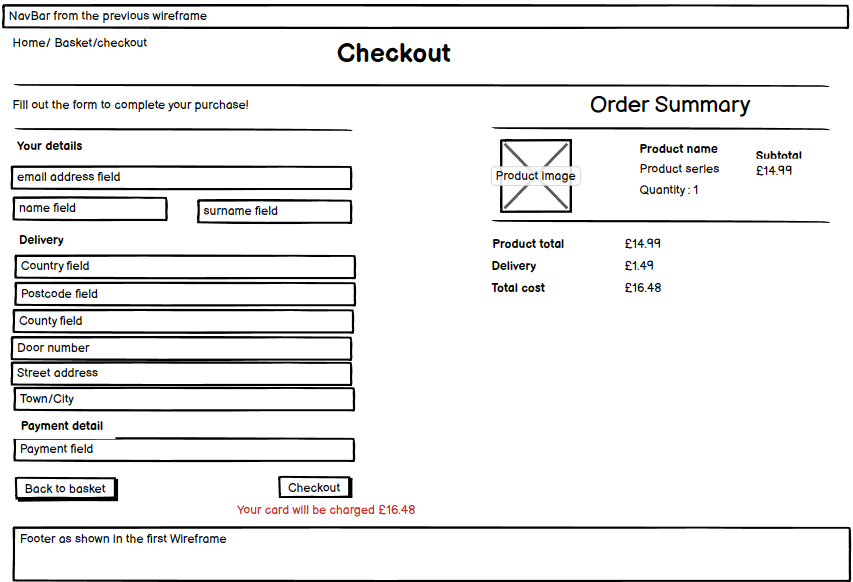 NavBar from the previous wireframe
Home/ Basket/checkout
Checkout
Fill out the form to complete your purchase!
Your details
email address field
name field
surname field
Delivery
Country field
Postcode field
County field
Door number
Street address
Town/City
Payment detail
Payment field
Back to basket
Checkout
Your card will be charged £16.48
Order Summary
Product image
Product name
Product series
Quantity : 1
Subtotal
£14.99
Product total £14.99
Delivery £1.49
Total cost £16.48
Footer as shown in the first Wireframe